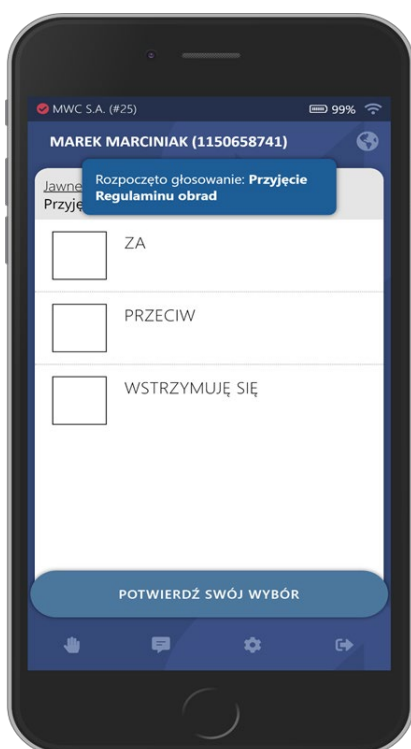 MWC S.A. (#25) 99%
MAREK MARCINIAK (1150658741)
Rozpoczęto głosowanie: Przyjęcie
Regulaminu obrad
Jawne
Przyję
ZA
PRZECIW
WSTRZYMUJĘ SIĘ
POTWIERDŹ SWÓJ WYBÓR